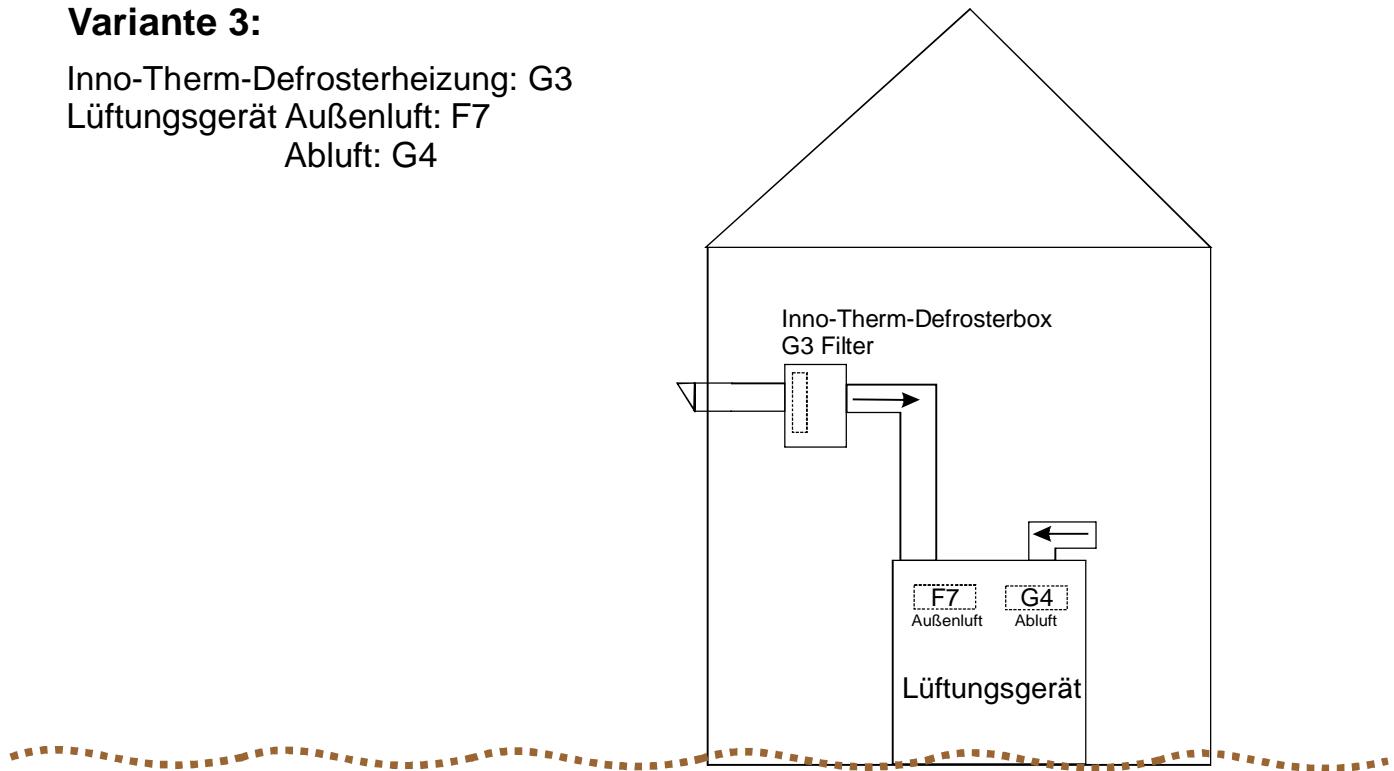 Variante 3:
Inno-Therm-Defrosterheizung: G3
Lüftungsgerät Außenluft: F7
Abluft: G4
Inno-Therm-Defrosterbox
G3 Filter
F7
Außenluft
G4
Abluft
Lüftungsgerät